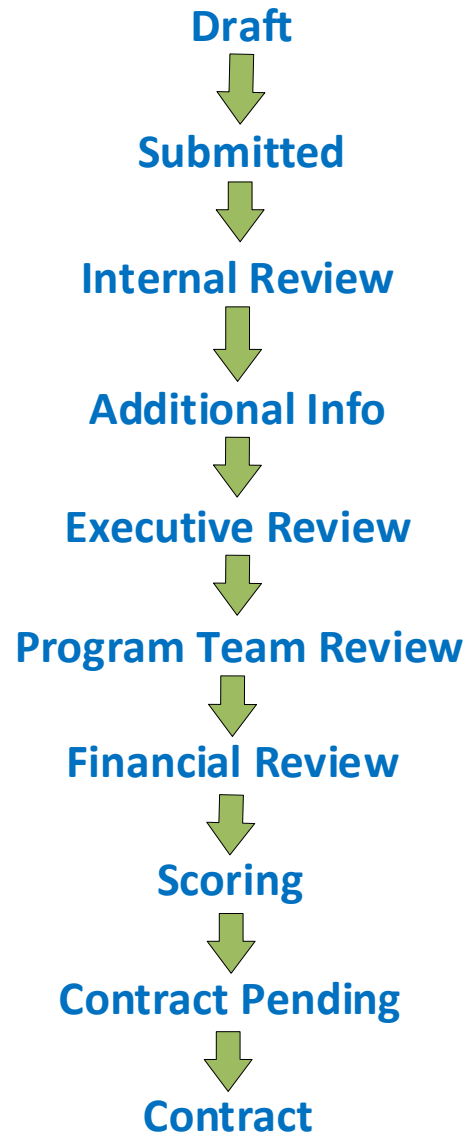 Draft
Submitted
Internal Review
Additional Info
Executive Review
Program Team Review
Financial Review
Scoring
Contract Pending
Contract